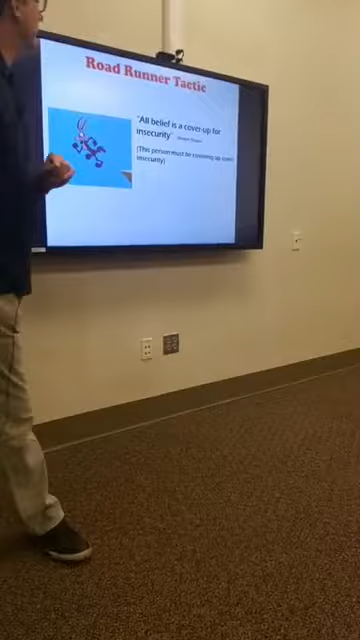 Road Runner Tactic
"All belief is a cover-up for
insecurity"
(This person must be covering up some
insecurity)